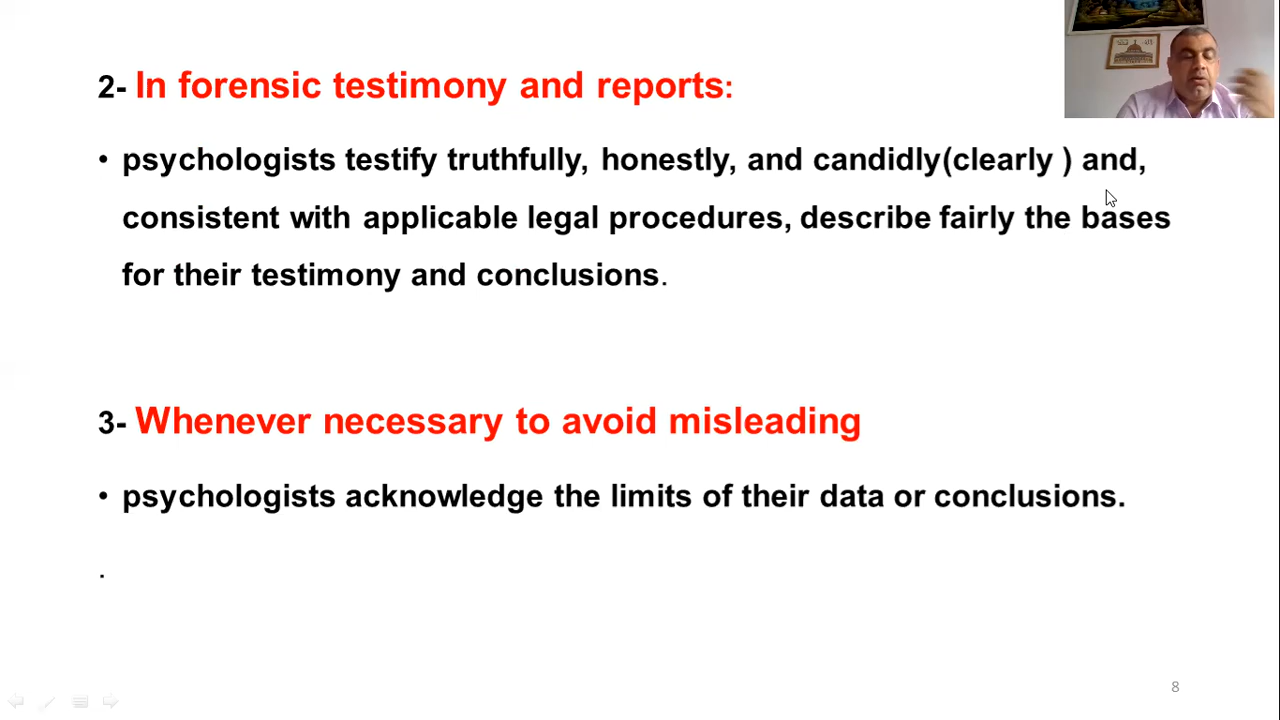 2- In forensic testimony and reports:
• psychologists testify truthfully, honestly, and candidly(clearly ) and,
consistent with applicable legal procedures, describe fairly the bases
for their testimony and conclusions.
3- Whenever necessary to avoid misleading
• psychologists acknowledge the limits of their data or conclusions.
.
8